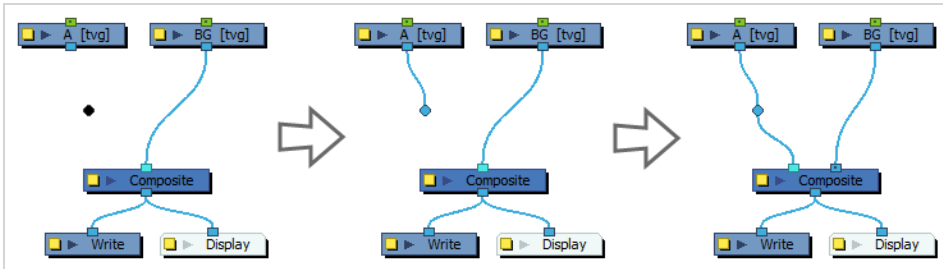 A [tvg] BG [tvg] A [tvg] BG [tvg] A [tvg] BG [tvg]
Composite Composite Composite
Write Display Write Display Write Display